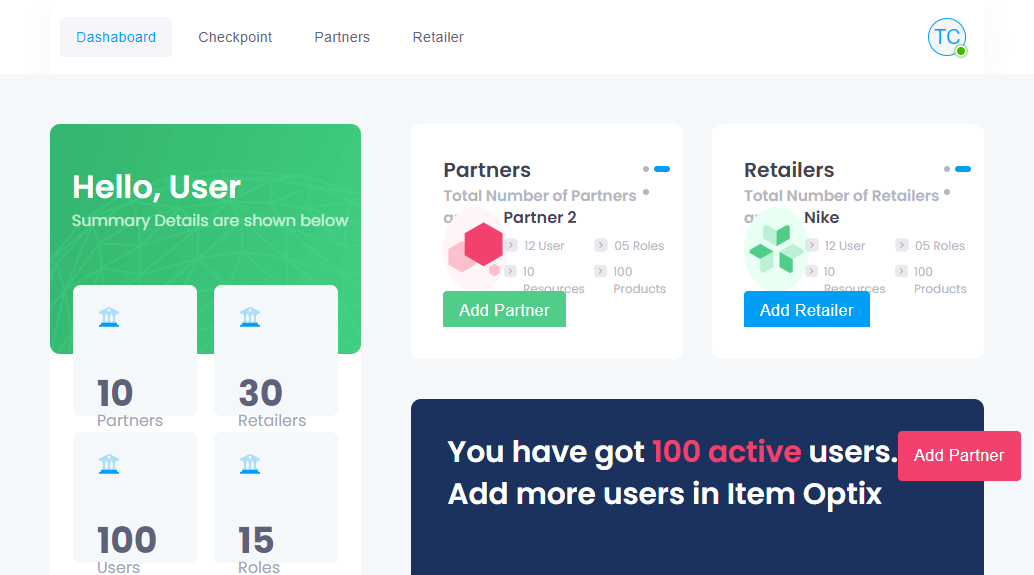 Dashaboard
Checkpoint
Partners
Retailer
TC
Hello, User
Summary Details are shown below
10
Partners
30
Retailers
100
Users
15
Roles
Partners
Total Number of Partners
Partner 2
12 User
05 Roles
10
Resources
100
Products
Add Partner
Retailers
Total Number of Retailers
Nike
12 User
05 Roles
10
Resources
100
Products
Add Retailer
You have got 100 active users.
Add more users in Item Optix
Add Partner